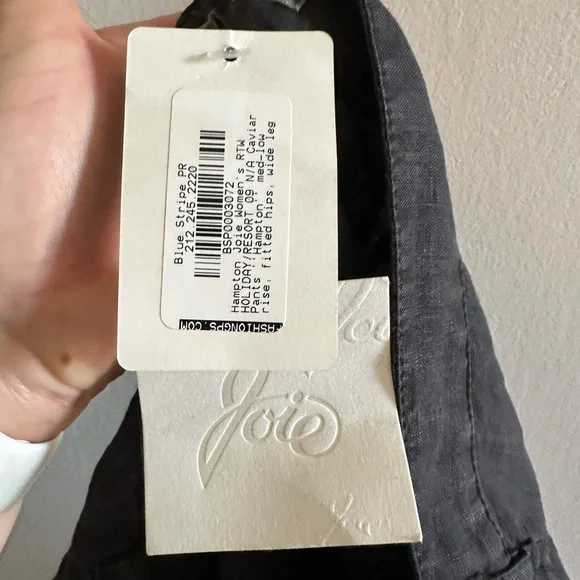 Blue Stripe PR
212.245.2220
BSP0003072
Hampton Joie Women's RTW
HOLIDAY/RESORT 09 N/A Caviar
Pants "Hampton" med-low
rise; fitted hips; wide leg
FASHIONGPS.COM
Joie
Joie